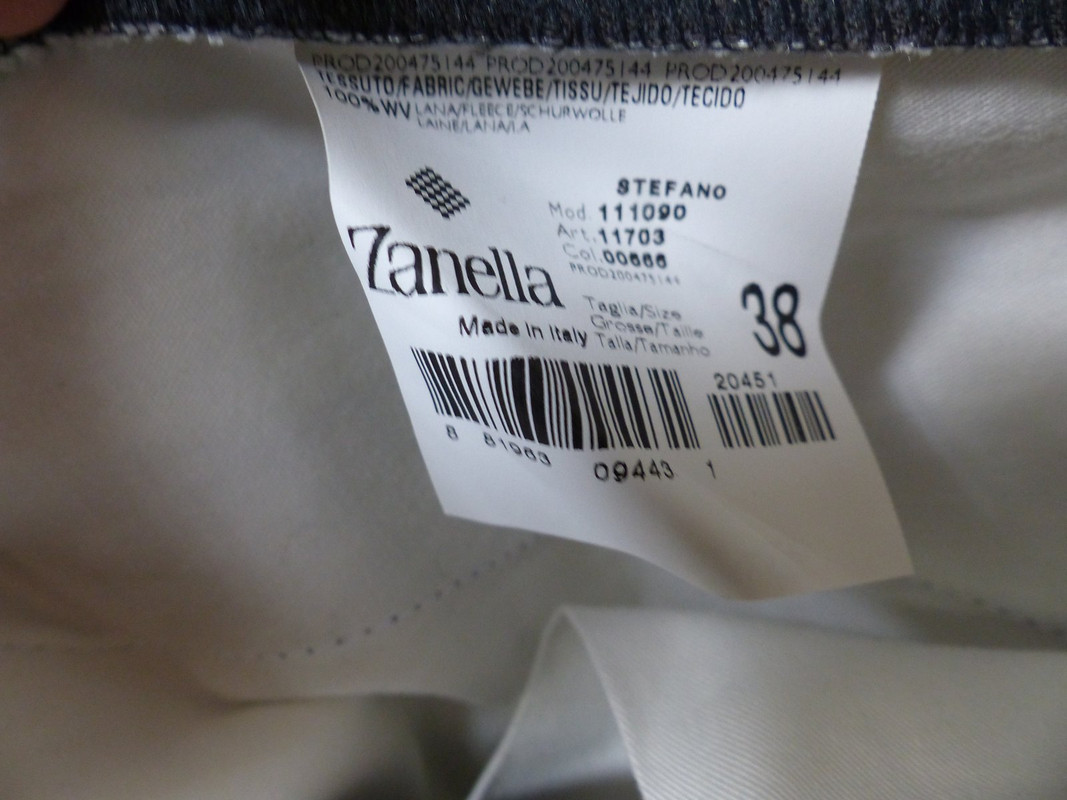 PROD200475144 PROD200475144 PROD200475144
TESSUTO/FABRIC/GEWEBE/TISSU/TEJIDO/TECIDO
100%WV LANA/FLEECE/SCHURWOLLE
LAINE/LANA/LA
STEFANO
Mod. 111090
Art. 11703
Col. 00666
PROD200475144
Zanella
Made in Italy
Taglia/Size
Grosse/Taille
Talla/Tamanho
38
20451
8 81983 09443 1